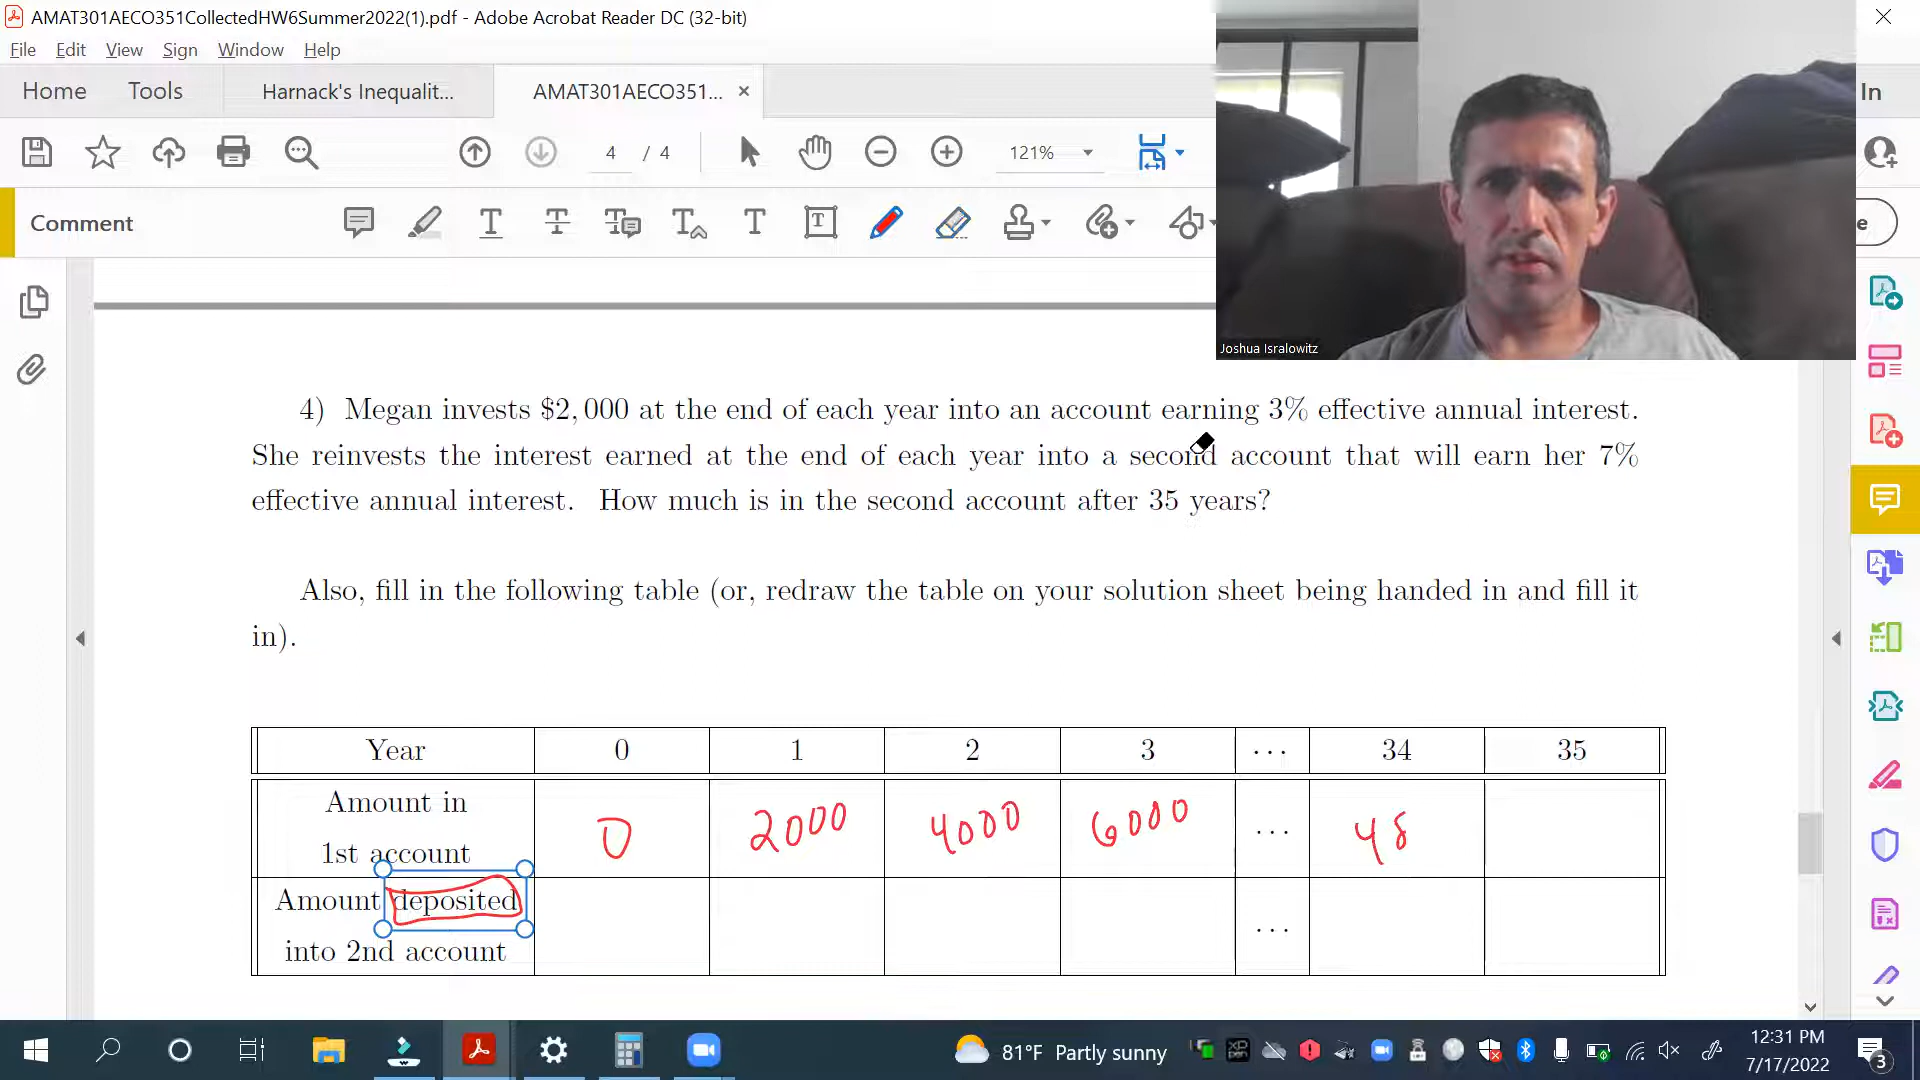 AMAT301AECO351CollectedHW6Summer2022(1).pdf - Adobe Acrobat Reader DC (32-bit)
File Edit View Sign Window Help
Home Tools Harnack's Inequalit... AMAT301AECO351... In
4 / 4 121%
Comment
e
Joshua Isralowitz
4) Megan invests $2,000 at the end of each year into an account earning 3% effective annual interest.
She reinvests the interest earned at the end of each year into a second account that will earn her 7%
effective annual interest. How much is in the second account after 35 years?
Also, fill in the following table (or, redraw the table on your solution sheet being handed in and fill it
in).
Year 0 1 2 3 ... 34 35
Amount in
1st account 0 2000 4000 6000 ... 48
Amount deposited
into 2nd account ...
81°F Partly sunny
12:31 PM
7/17/2022
3